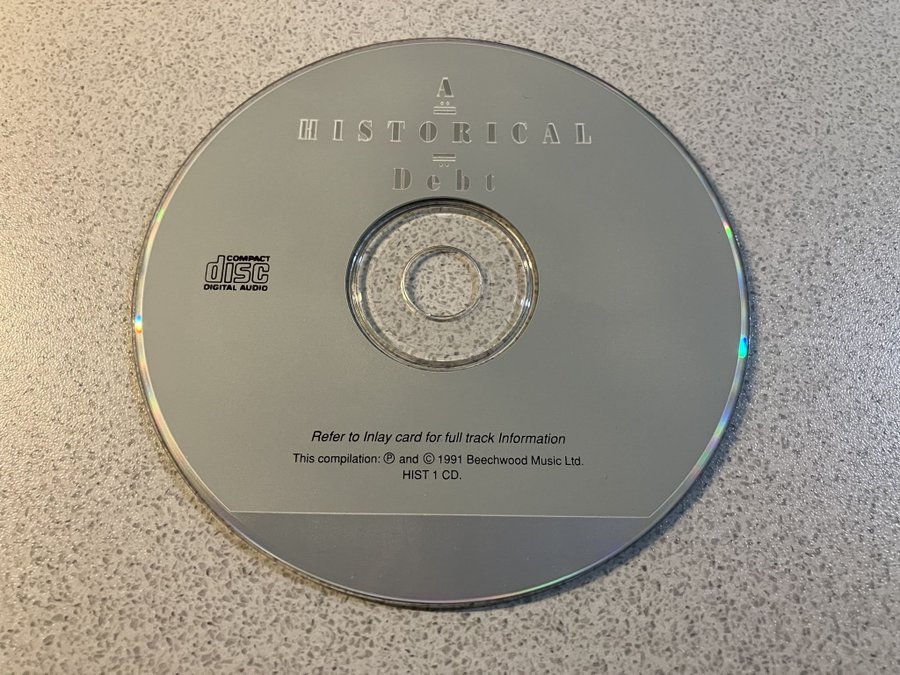 A
HISTORICAL
Debt
COMPACT
disc
DIGITAL AUDIO
Refer to Inlay card for full track Information
This compilation: Ⓟ and © 1991 Beechwood Music Ltd.
HIST 1 CD.